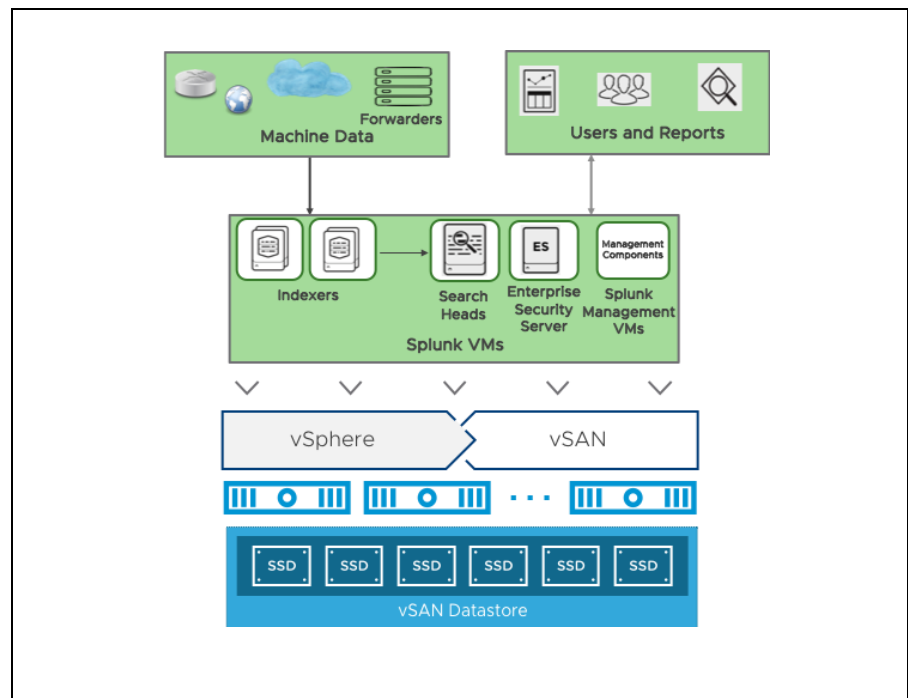 Forwarders
Machine Data
Users and Reports
ES
Management
Components
Indexers
Search
Heads
Enterprise
Security
Server
Splunk
Management
VMs
Splunk VMs
vSphere
vSAN
SSD
SSD
SSD
SSD
SSD
SSD
vSAN Datastore